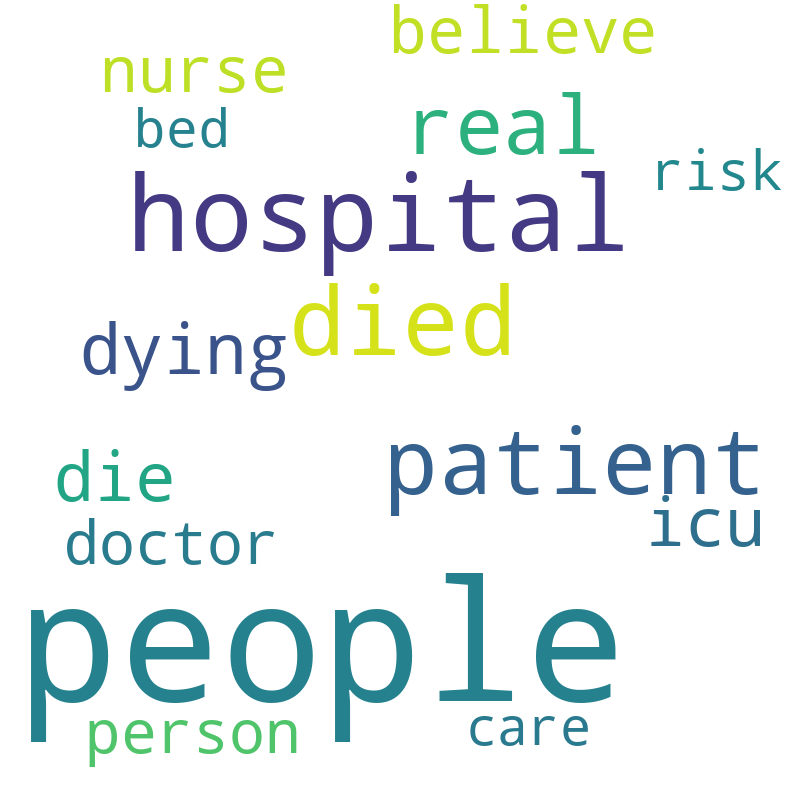 believe
nurse
real
bed
risk
hospital
died
dying
patient
die
icu
doctor
people
person
care